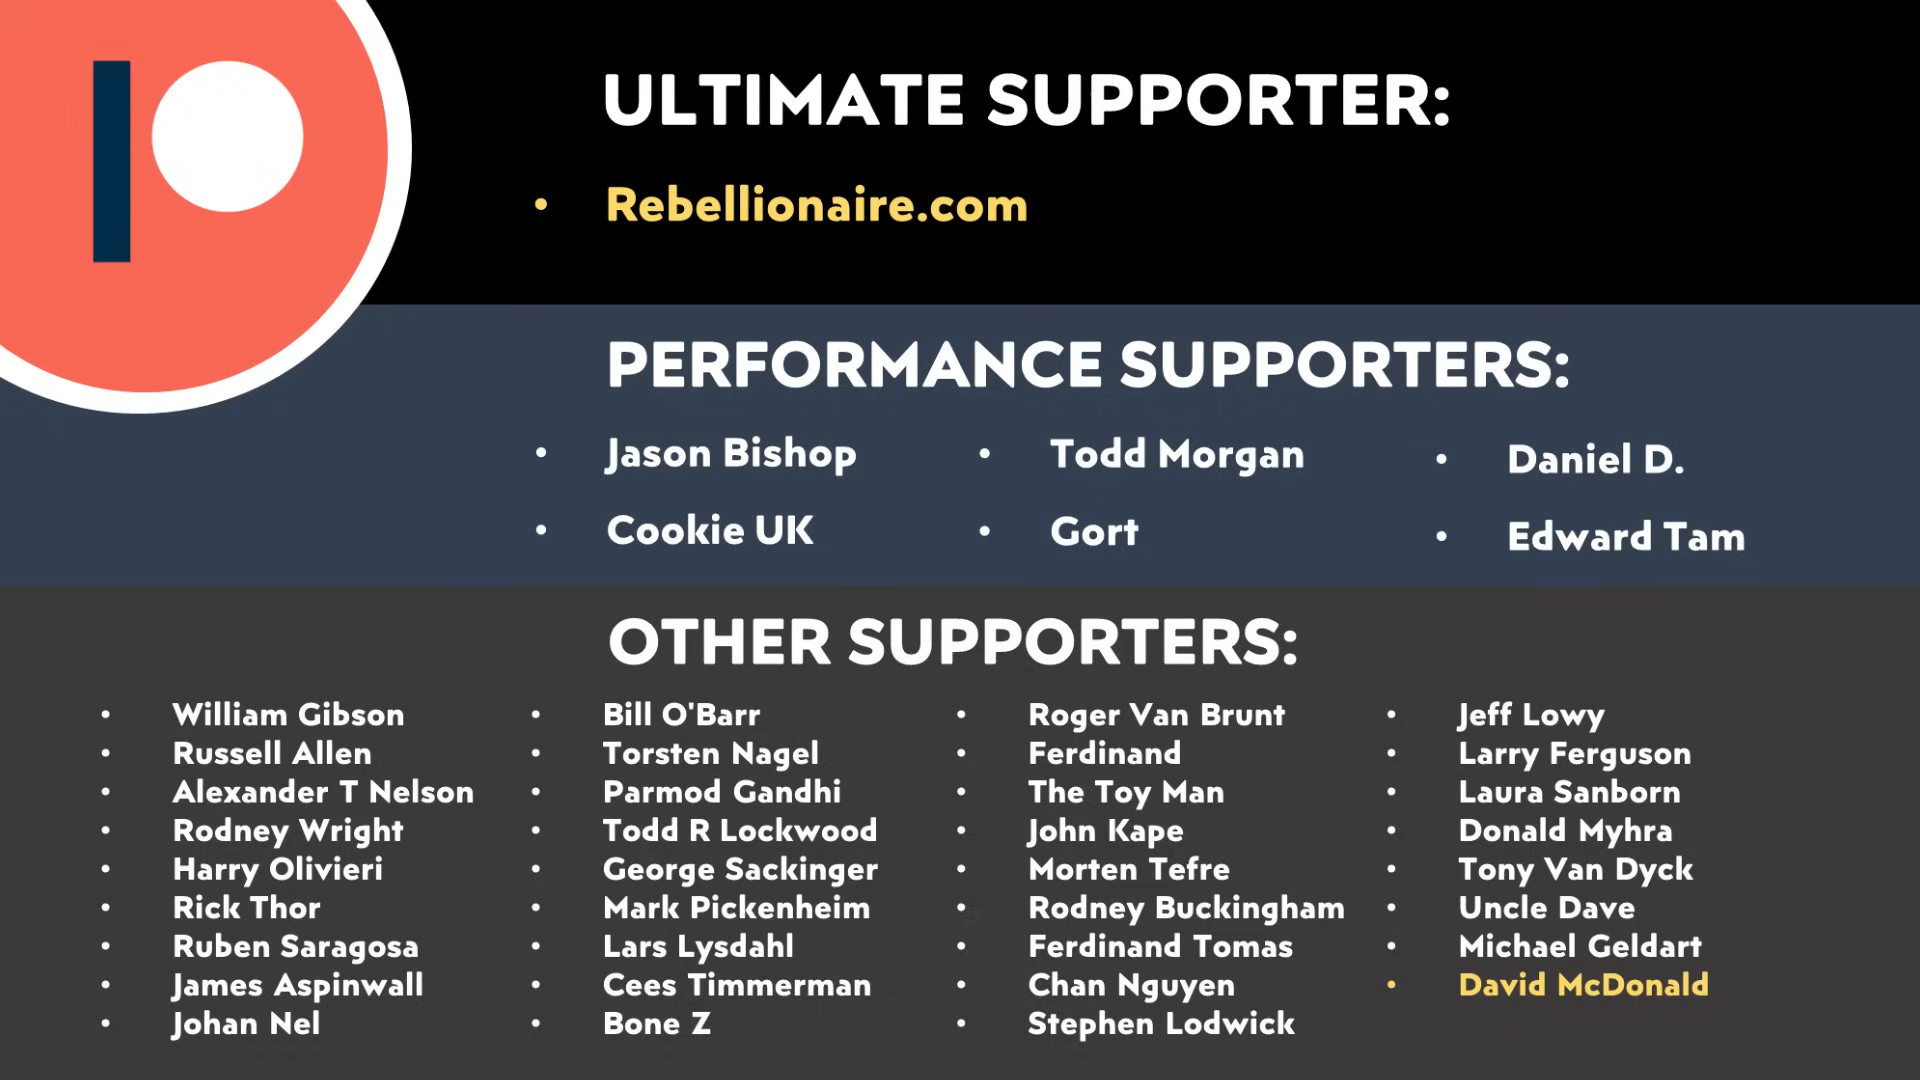 ULTIMATE SUPPORTER:
• Rebellionaire.com
PERFORMANCE SUPPORTERS:
• Jason Bishop
• Cookie UK
• Todd Morgan
• Gort
• Daniel D.
• Edward Tam
OTHER SUPPORTERS:
• William Gibson
• Russell Allen
• Alexander T Nelson
• Rodney Wright
• Harry Olivieri
• Rick Thor
• Ruben Saragosa
• James Aspinwall
• Johan Nel
• Bill O'Barr
• Torsten Nagel
• Parmod Gandhi
• Todd R Lockwood
• George Sackinger
• Mark Pickenheim
• Lars Lysdahl
• Cees Timmerman
• Bone Z
• Roger Van Brunt
• Ferdinand
• The Toy Man
• John Kape
• Morten Tefre
• Rodney Buckingham
• Ferdinand Tomas
• Chan Nguyen
• Stephen Lodwick
• Jeff Lowy
• Larry Ferguson
• Laura Sanborn
• Donald Myhra
• Tony Van Dyck
• Uncle Dave
• Michael Geldart
• David McDonald